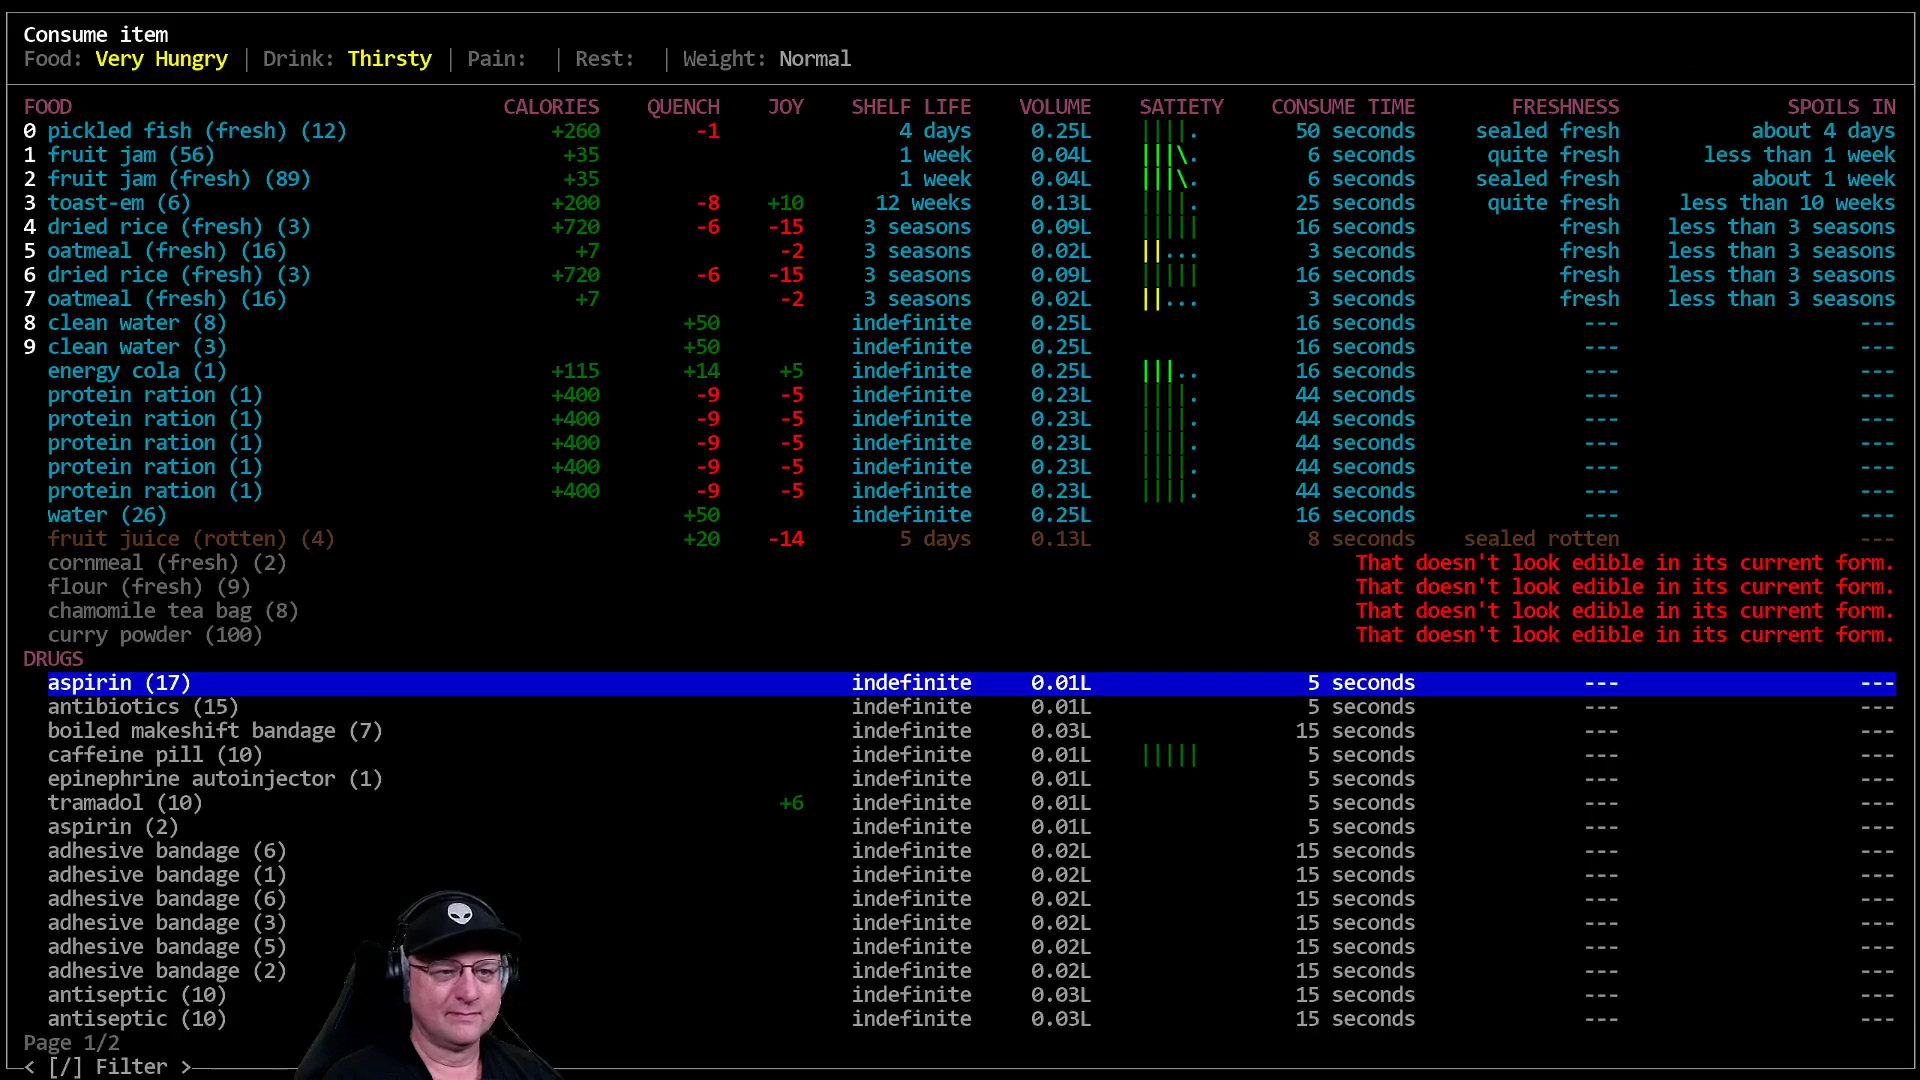 Consume item
Food: Very Hungry | Drink: Thirsty | Pain: | Rest: | Weight: Normal
FOOD CALORIES QUENCH JOY SHELF LIFE VOLUME SATIETY CONSUME TIME FRESHNESS SPOILS IN
0 pickled fish (fresh) (12) +260 -1 4 days 0.25L ||||. 50 seconds sealed fresh about 4 days
1 fruit jam (56) +35 1 week 0.04L |||\. 6 seconds quite fresh less than 1 week
2 fruit jam (fresh) (89) +35 1 week 0.04L |||\. 6 seconds sealed fresh about 1 week
3 toast-em (6) +200 -8 +10 12 weeks 0.13L ||||. 25 seconds quite fresh less than 10 weeks
4 dried rice (fresh) (3) +720 -6 -15 3 seasons 0.09L ||||| 16 seconds fresh less than 3 seasons
5 oatmeal (fresh) (16) +7 -2 3 seasons 0.02L ||... 3 seconds fresh less than 3 seasons
6 dried rice (fresh) (3) +720 -6 -15 3 seasons 0.09L ||||| 16 seconds fresh less than 3 seasons
7 oatmeal (fresh) (16) +7 -2 3 seasons 0.02L ||... 3 seconds fresh less than 3 seasons
8 clean water (8) +50 indefinite 0.25L 16 seconds --- ---
9 clean water (3) +50 indefinite 0.25L 16 seconds --- ---
energy cola (1) +115 +14 +5 indefinite 0.25L |||.. 16 seconds --- ---
protein ration (1) +400 -9 -5 indefinite 0.23L ||||. 44 seconds --- ---
protein ration (1) +400 -9 -5 indefinite 0.23L ||||. 44 seconds --- ---
protein ration (1) +400 -9 -5 indefinite 0.23L ||||. 44 seconds --- ---
protein ration (1) +400 -9 -5 indefinite 0.23L ||||. 44 seconds --- ---
protein ration (1) +400 -9 -5 indefinite 0.23L ||||. 44 seconds --- ---
water (26) +50 indefinite 0.25L 16 seconds --- ---
fruit juice (rotten) (4) +20 -14 5 days 0.13L 8 seconds sealed rotten ---
cornmeal (fresh) (2) That doesn't look edible in its current form.
flour (fresh) (9) That doesn't look edible in its current form.
chamomile tea bag (8) That doesn't look edible in its current form.
curry powder (100) That doesn't look edible in its current form.
DRUGS
aspirin (17) indefinite 0.01L 5 seconds --- ---
antibiotics (15) indefinite 0.01L 5 seconds --- ---
boiled makeshift bandage (7) indefinite 0.03L 15 seconds --- ---
caffeine pill (10) indefinite 0.01L ||||| 5 seconds --- ---
epinephrine autoinjector (1) indefinite 0.01L 5 seconds --- ---
tramadol (10) +6 indefinite 0.01L 5 seconds --- ---
aspirin (2) indefinite 0.01L 5 seconds --- ---
adhesive bandage (6) indefinite 0.02L 15 seconds --- ---
adhesive bandage (1) indefinite 0.02L 15 seconds --- ---
adhesive bandage (6) indefinite 0.02L 15 seconds --- ---
adhesive bandage (3) indefinite 0.02L 15 seconds --- ---
adhesive bandage (5) indefinite 0.02L 15 seconds --- ---
adhesive bandage (2) indefinite 0.02L 15 seconds --- ---
antiseptic (10) indefinite 0.03L 15 seconds --- ---
antiseptic (10) indefinite 0.03L 15 seconds --- ---
Page 1/2
< [/] Filter >